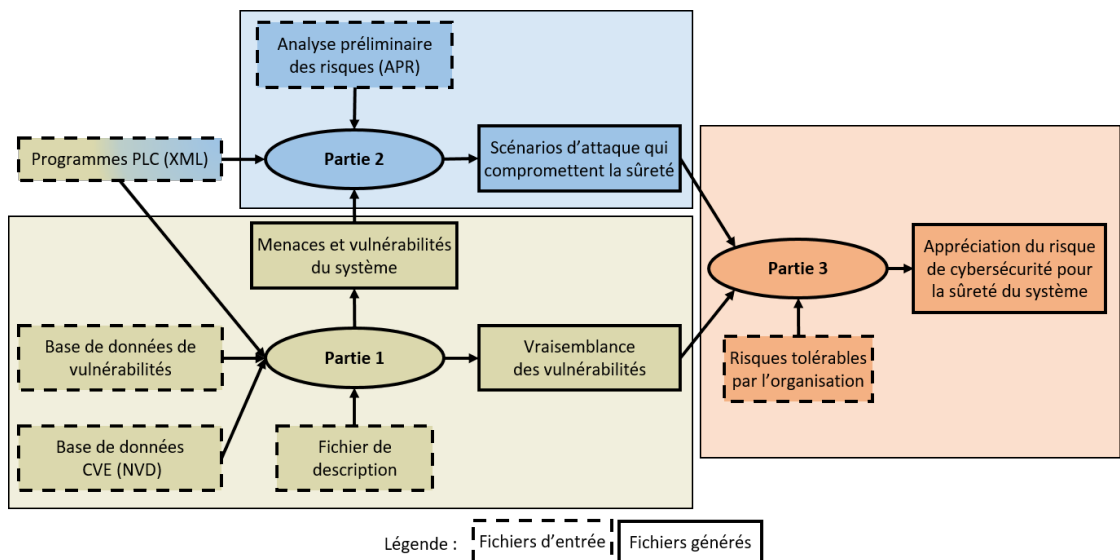 Analyse préliminaire
des risques (APR)
Programmes PLC (XML)
Partie 2
Scénarios d'attaque qui
compromettent la sûreté
Menaces et vulnérabilités
du système
Partie 3
Appréciation du risque
de cybersécurité pour
la sûreté du système
Base de données de
vulnérabilités
Partie 1
Vraisemblance
des vulnérabilités
Risques tolérables
par l'organisation
Base de données
CVE (NVD)
Fichier de
description
Légende :
Fichiers d'entrée
Fichiers générés